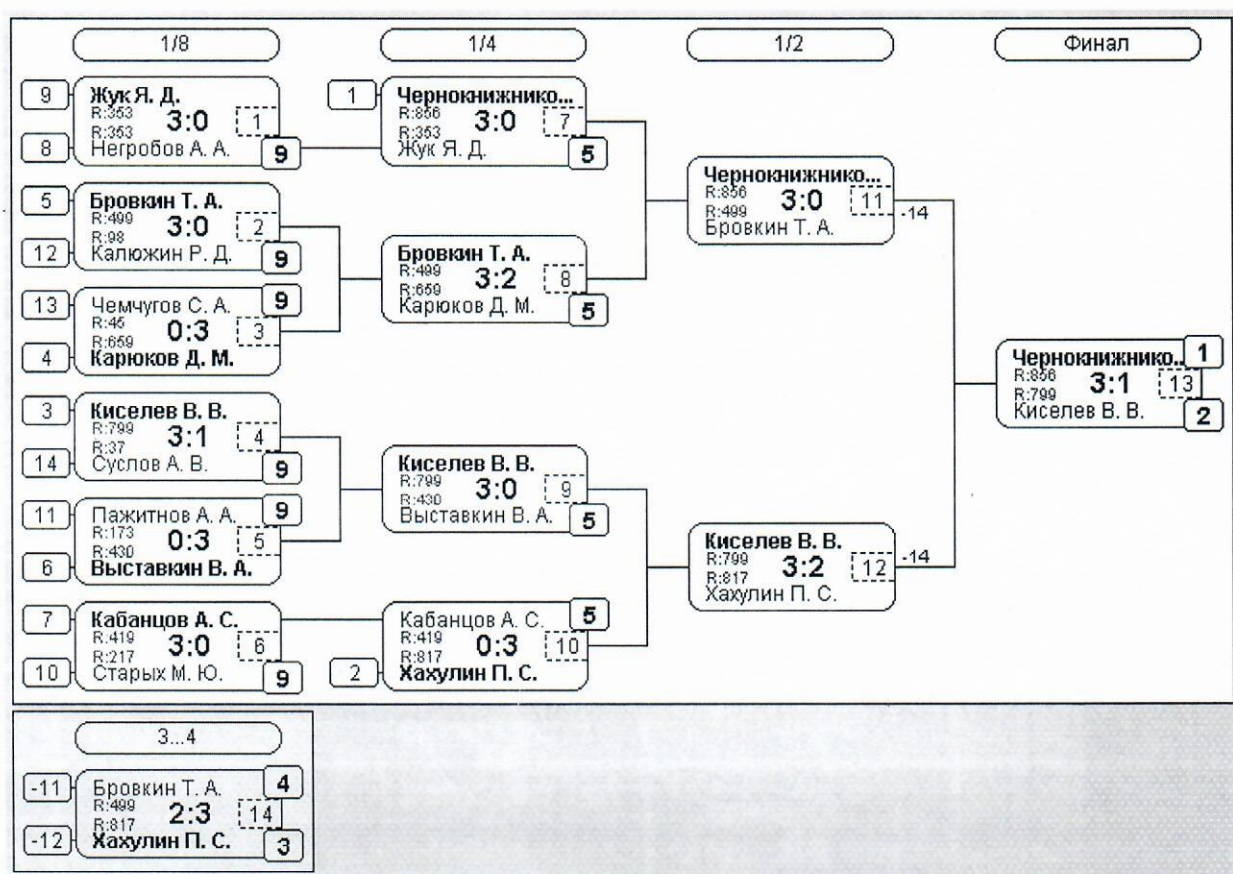 1/8
1/4
1/2
Финал
9
Жук Я. Д.
R:353
3:0
1
R:353
8
Негробов А. А.
9
5
Бровкин Т. А.
R:499
3:0
2
R:98
12
Калюжин Р. Д.
9
13
Чемчугов С. А.
9
R:45
0:3
3
R:659
4
Карюков Д. М.
3
Киселев В. В.
R:799
3:1
4
R:37
14
Суслов А. В.
9
11
Пажитнов А. А.
9
R:173
0:3
5
R:430
6
Выставкин В. А.
7
Кабанцов А. С.
R:419
3:0
6
R:217
10
Старых М. Ю.
9
1
Чернокнижнико...
R:856
3:0
7
R:353
Жук Я. Д.
5
Бровкин Т. А.
R:499
3:2
8
R:659
Карюков Д. М.
5
Киселев В. В.
R:799
3:0
9
R:430
Выставкин В. А.
5
Кабанцов А. С.
5
R:419
0:3
10
R:817
2
Хахулин П. С.
Чернокнижнико...
R:856
3:0
11
-14
R:499
Бровкин Т. А.
Киселев В. В.
R:799
3:2
12
-14
R:817
Хахулин П. С.
Чернокнижнико...
1
R:856
3:1
13
R:799
Киселев В. В.
2
3...4
-11
Бровкин Т. А.
4
R:499
2:3
14
R:817
-12
Хахулин П. С.
3